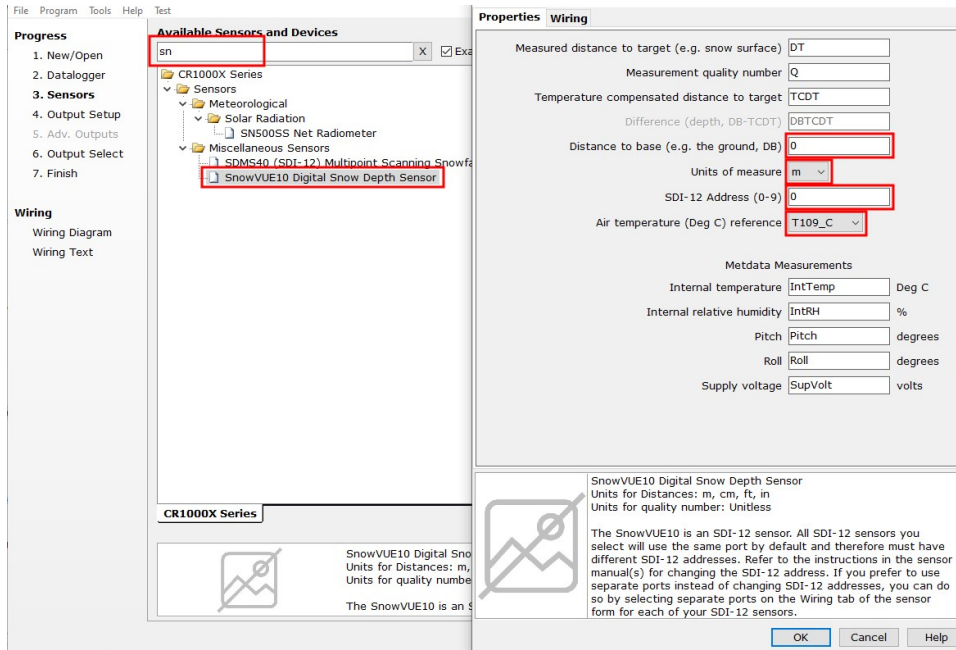 File Program Tools Help Test
Progress
1. New/Open
2. Datalogger
3. Sensors
4. Output Setup
5. Adv. Outputs
6. Output Select
7. Finish
Wiring
Wiring Diagram
Wiring Text
Available Sensors and Devices
sn X
CR1000X Series
Sensors
Meteorological
Solar Radiation
SN500SS Net Radiometer
Miscellaneous Sensors
SDMS40 (SDI-12) Multipoint Scanning
SnowVUE10 Digital Snow Depth Sensor
CR1000X Series
SnowVUE10 Digital
Units for Distances: m,
Units for quality
The SnowVUE10 is an
Properties Wiring
Measured distance to target (e.g. snow surface) DT
Measurement quality number Q
Temperature compensated distance to target TCDT
Difference (depth, DB-TCDT) DBTCDT
Distance to base (e.g. the ground, DB) 0
Units of measure m
SDI-12 Address (0-9) 0
Air temperature (Deg C) reference T109_C
Metdata Measurements
Internal temperature IntTemp Deg C
Internal relative humidity IntRH %
Pitch Pitch degrees
Roll Roll degrees
Supply voltage SupVolt volts
SnowVUE10 Digital Snow Depth Sensor
Units for Distances: m, cm, ft, in
Units for quality number: Unitless
The SnowVUE10 is an SDI-12 sensor. All SDI-12 sensors you
select will use the same port by default and therefore must have
different SDI-12 addresses. Refer to the instructions in the sensor
manual(s) for changing the SDI-12 address. If you prefer to use
separate ports instead of changing SDI-12 addresses, you can do
so by selecting separate ports on the Wiring tab of the sensor
form for each of your SDI-12 sensors.
OK Cancel Help